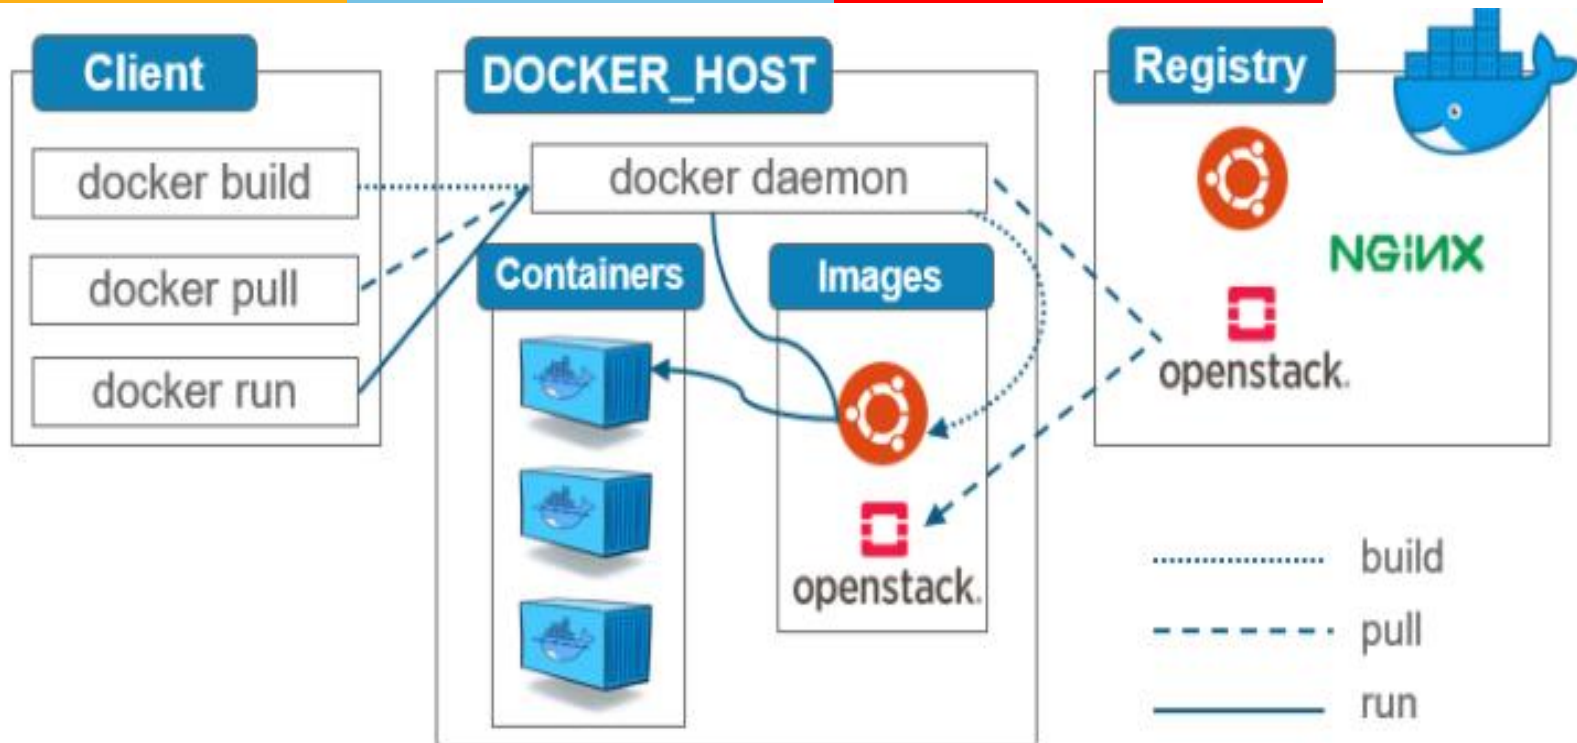 Client
docker build
docker pull
docker run
DOCKER_HOST
docker daemon
Containers
Images
openstack.
Registry
NGiNX
openstack.
build
pull
run